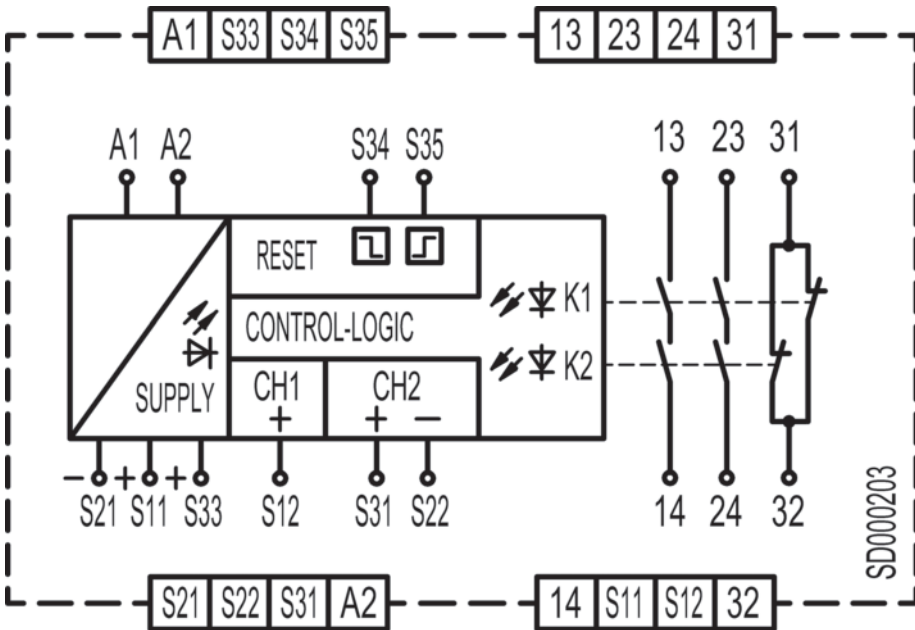 A1 S33 S34 S35 13 23 24 31
A1 A2 S34 S35 13 23 31
RESET
K1
CONTROL-LOGIC
K2
SUPPLY CH1 CH2
+ + −
− + +
S21 S11 S33 S12 S31 S22 14 24 32
SD000203
S21 S22 S31 A2 14 S11 S12 32